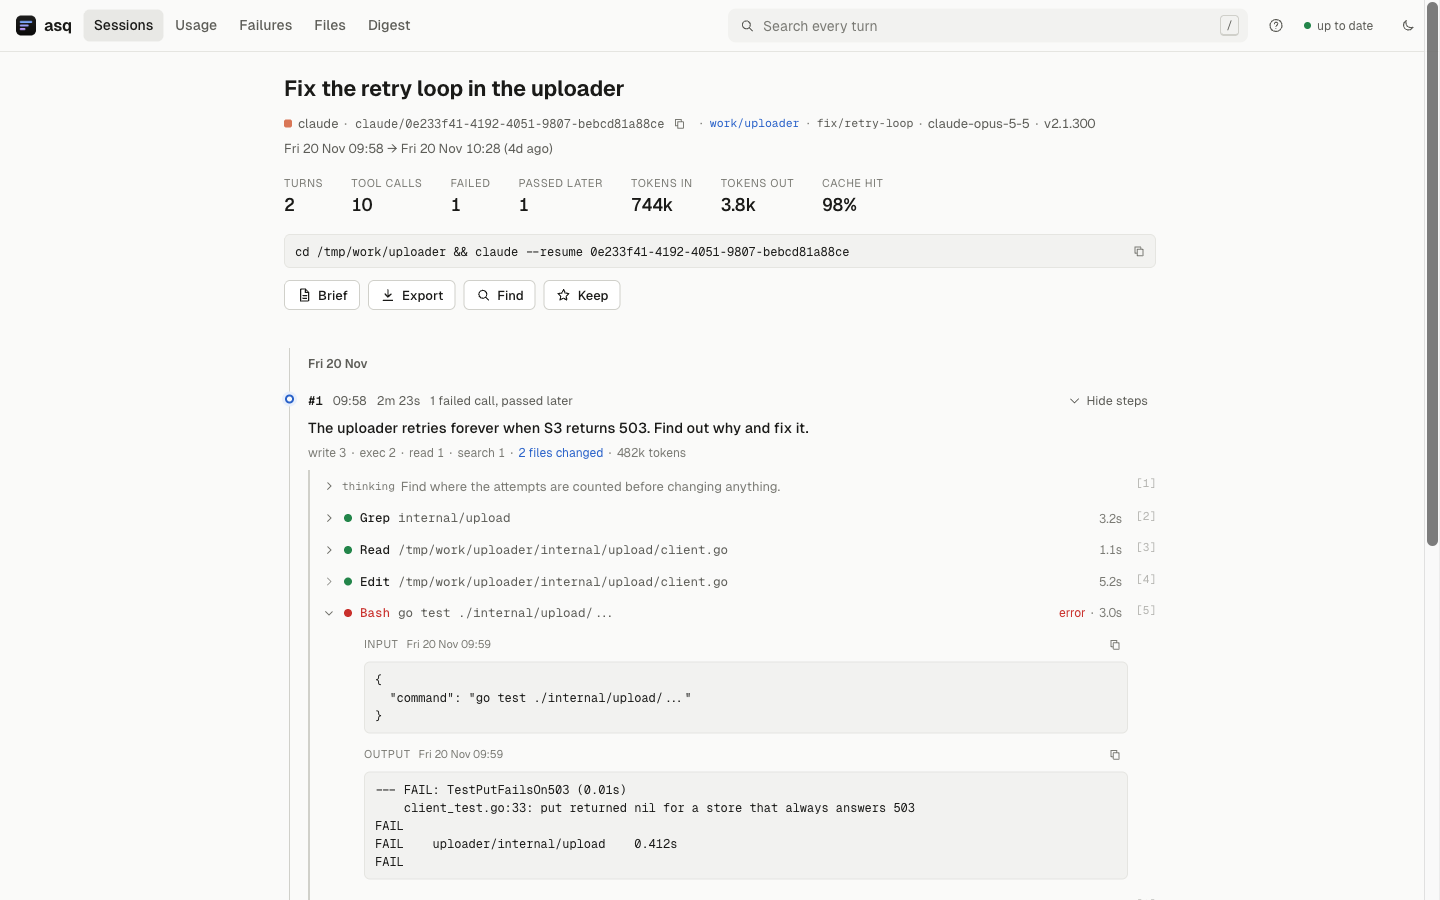 asq Sessions Usage Failures Files Digest Search every turn / up to date
Fix the retry loop in the uploader
claude · claude/0e233f41-4192-4051-9807-bebcd81a88ce · work/uploader · fix/retry-loop · claude-opus-5-5 · v2.1.300
Fri 20 Nov 09:58 → Fri 20 Nov 10:28 (4d ago)
TURNS TOOL CALLS FAILED PASSED LATER TOKENS IN TOKENS OUT CACHE HIT
2 10 1 1 744k 3.8k 98%
cd /tmp/work/uploader && claude --resume 0e233f41-4192-4051-9807-bebcd81a88ce
Brief Export Find Keep
Fri 20 Nov
#1 09:58 2m 23s 1 failed call, passed later Hide steps
The uploader retries forever when S3 returns 503. Find out why and fix it.
write 3 · exec 2 · read 1 · search 1 · 2 files changed · 482k tokens
thinking Find where the attempts are counted before changing anything. [1]
Grep internal/upload 3.2s [2]
Read /tmp/work/uploader/internal/upload/client.go 1.1s [3]
Edit /tmp/work/uploader/internal/upload/client.go 5.2s [4]
Bash go test ./internal/upload/... error · 3.0s [5]
INPUT Fri 20 Nov 09:59
{
"command": "go test ./internal/upload/..."
}
OUTPUT Fri 20 Nov 09:59
--- FAIL: TestPutFailsOn503 (0.01s)
client_test.go:33: put returned nil for a store that always answers 503
FAIL
FAIL uploader/internal/upload 0.412s
FAIL